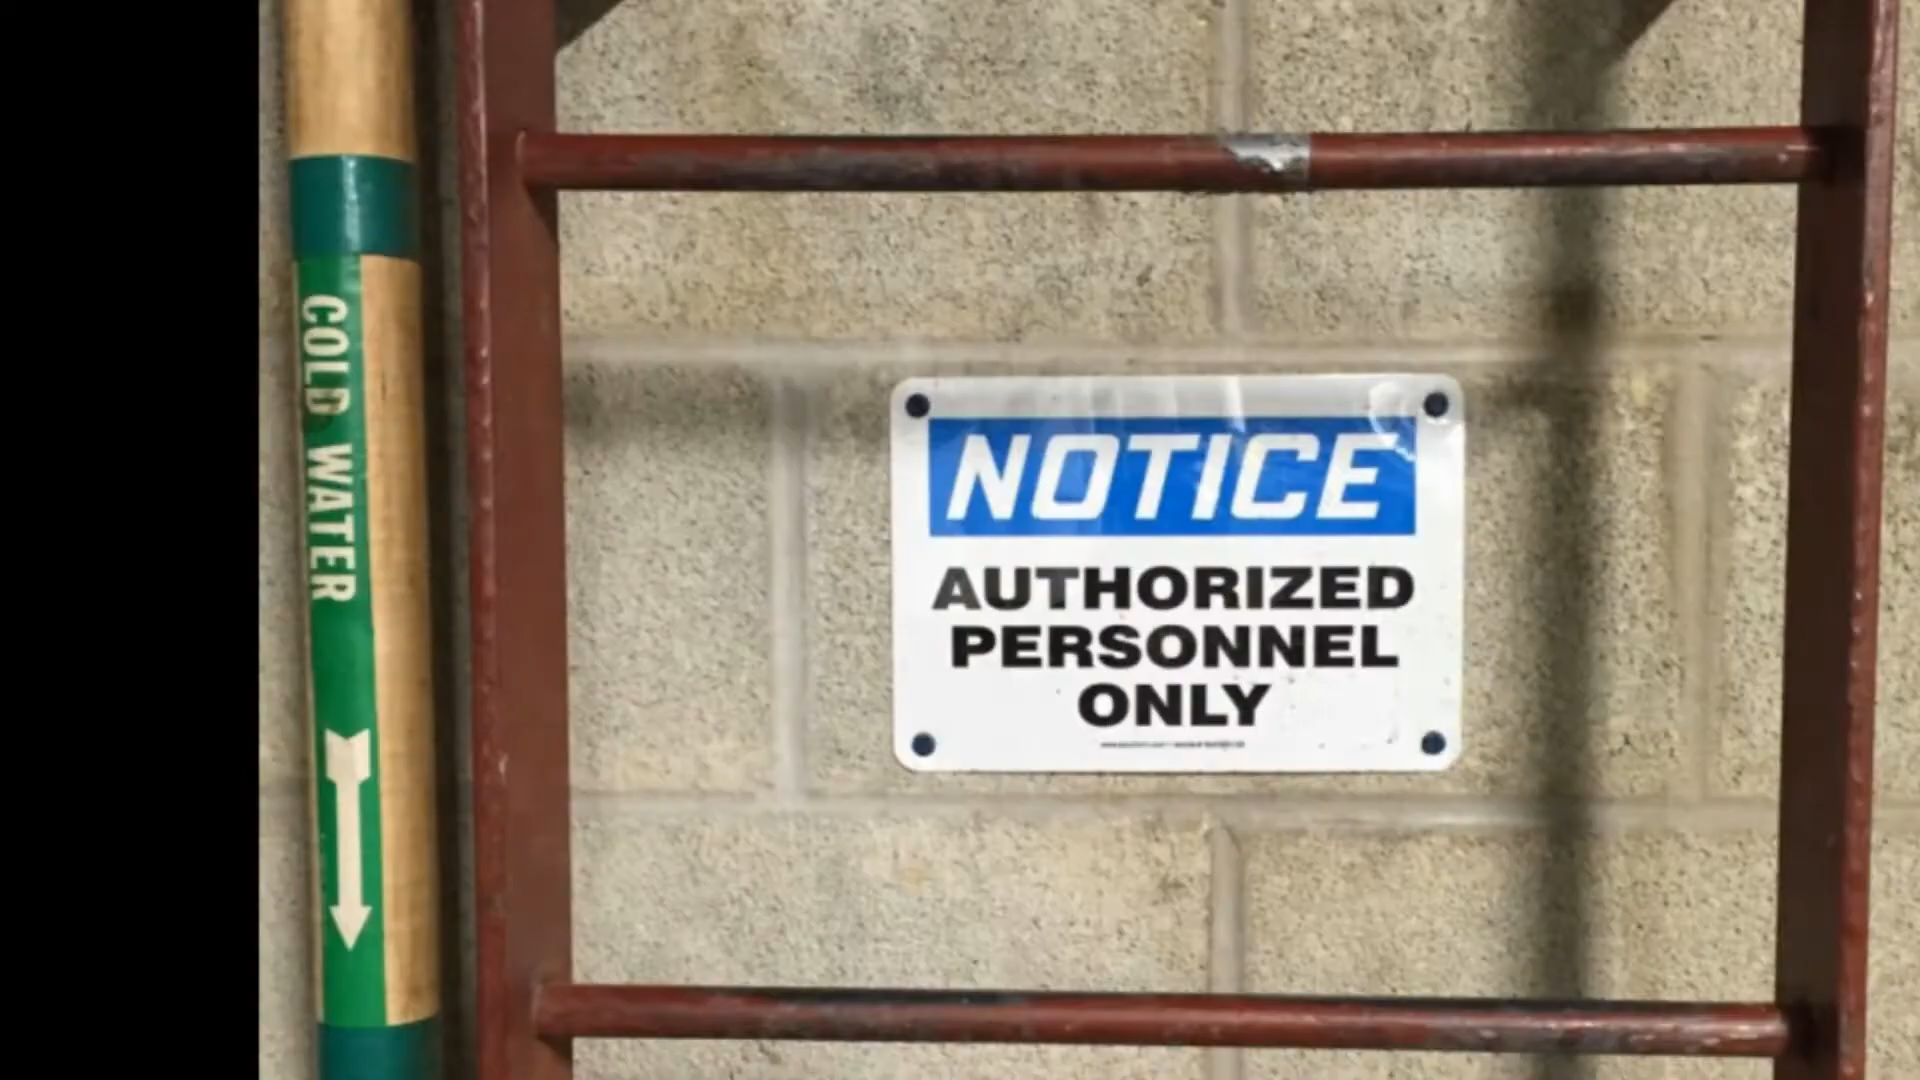 COLD WATER
NOTICE
AUTHORIZED
PERSONNEL
ONLY